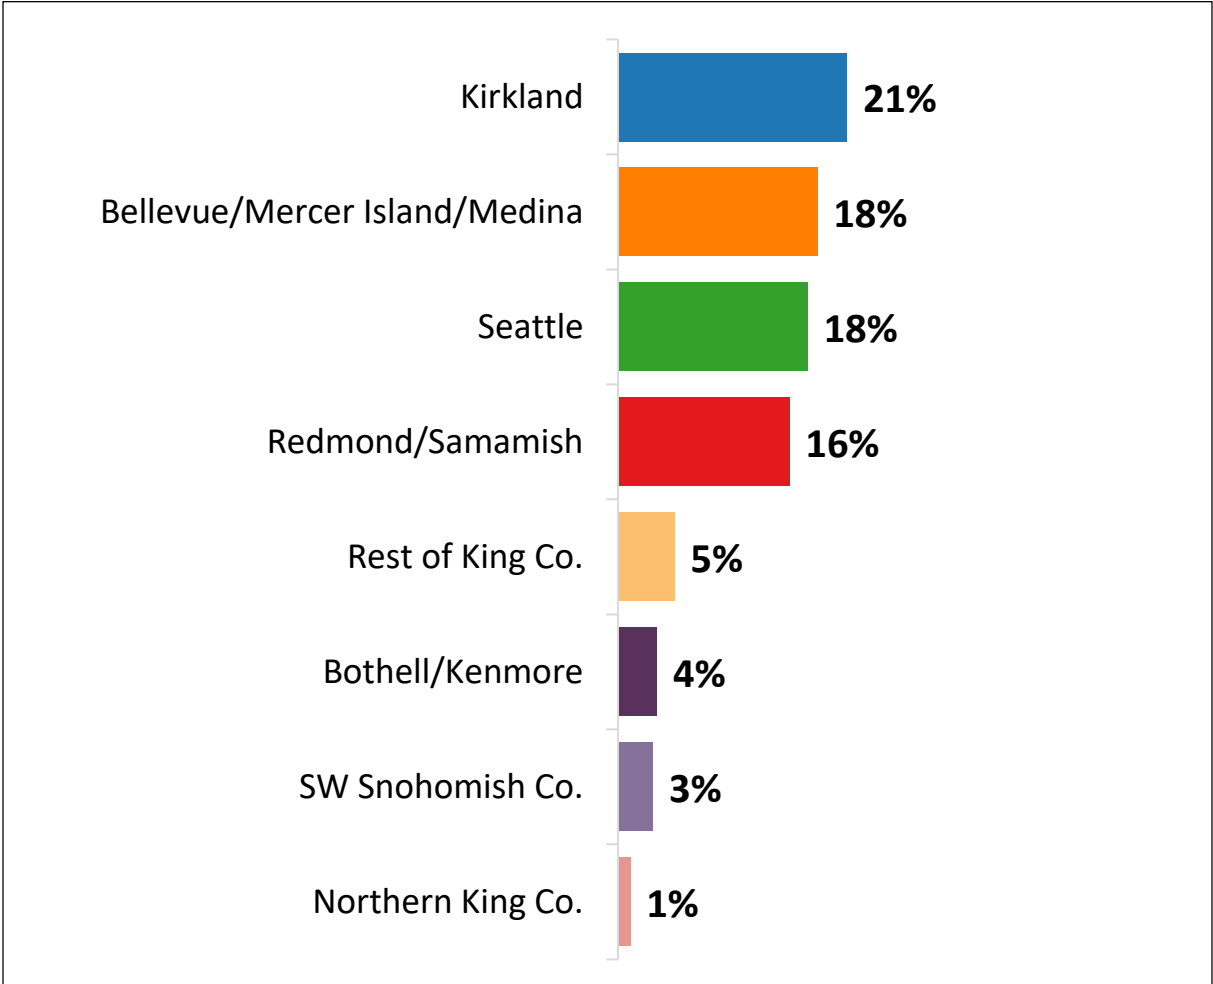 Kirkland 21%
Bellevue/Mercer Island/Medina 18%
Seattle 18%
Redmond/Samamish 16%
Rest of King Co. 5%
Bothell/Kenmore 4%
SW Snohomish Co. 3%
Northern King Co. 1%